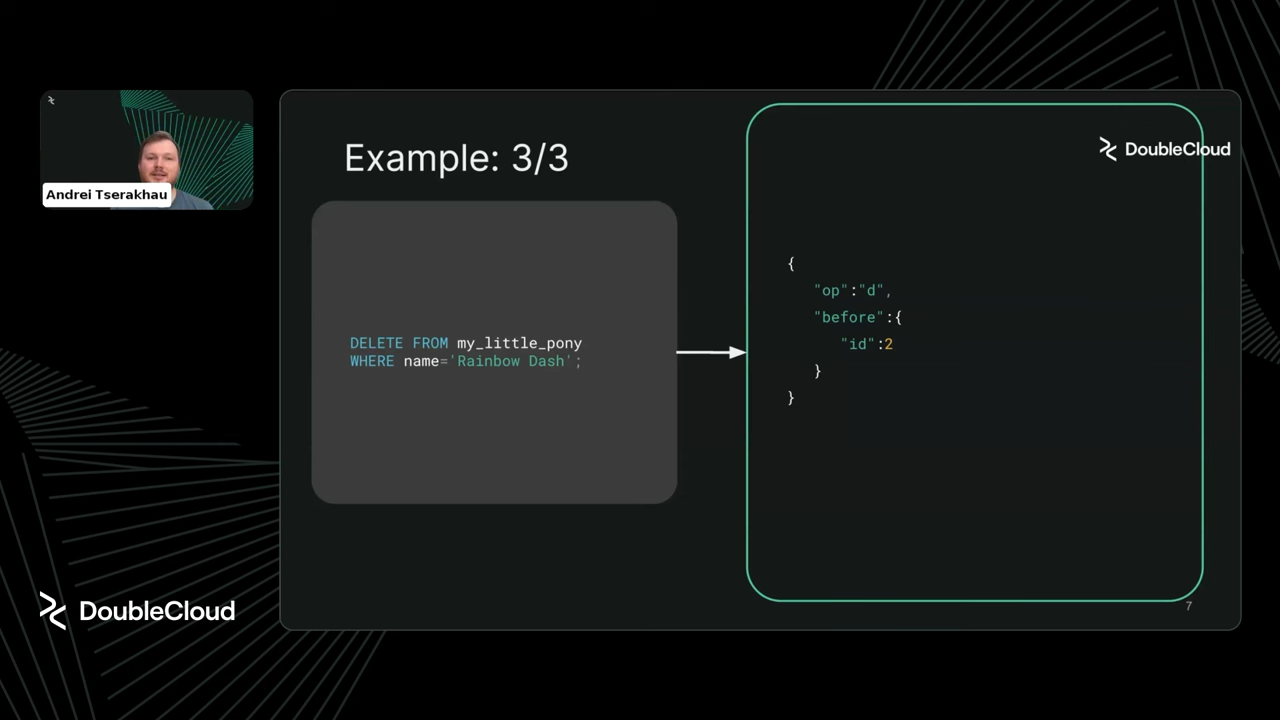 Andrei Tserakhau
DoubleCloud
Example: 3/3
DELETE FROM my_little_pony
WHERE name='Rainbow Dash';
DoubleCloud
{
"op":"d",
"before":{
"id":2
}
}
7